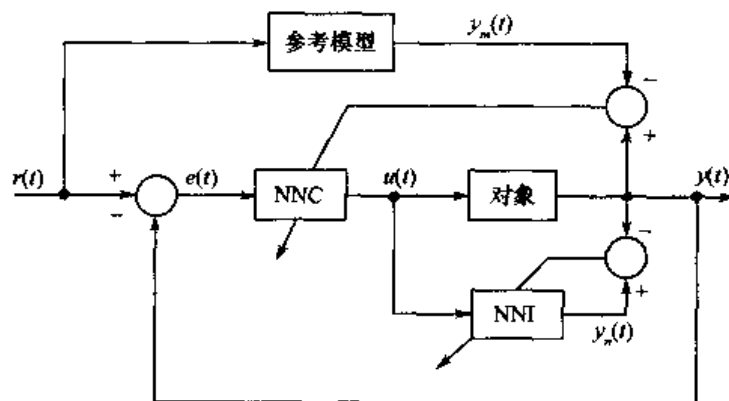 参考模型
y_m(t)
−
+
r(t)
+
−
e(t)
NNC
u(t)
对象
y(t)
−
+
NNI
y_n(t)